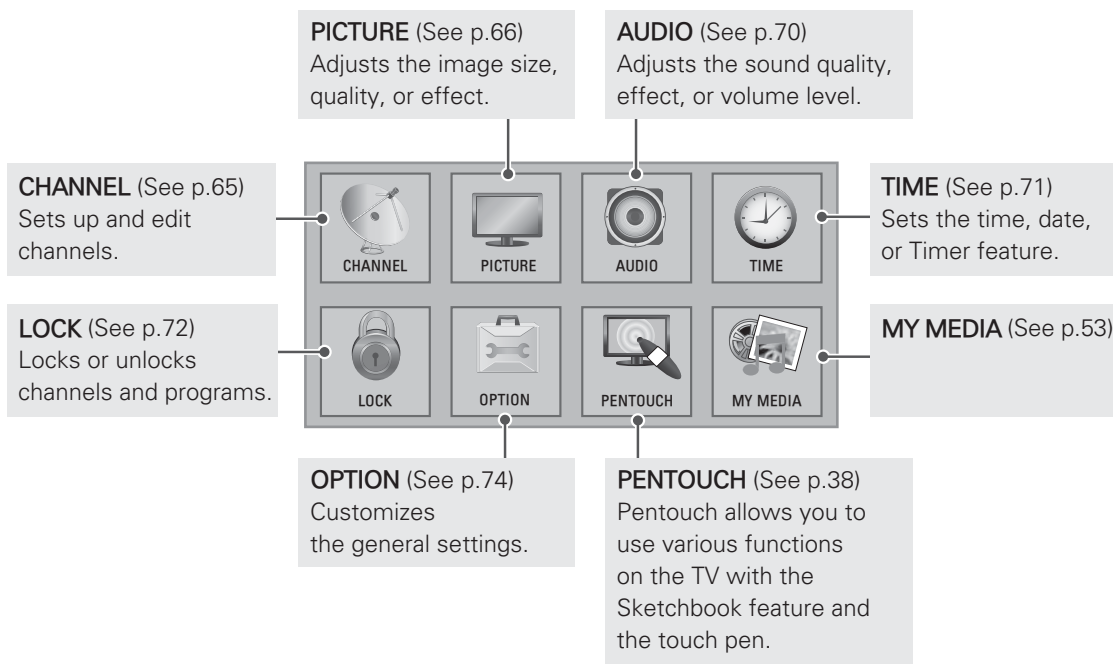 PICTURE (See p.66)
Adjusts the image size,
quality, or effect.
AUDIO (See p.70)
Adjusts the sound quality,
effect, or volume level.
CHANNEL (See p.65)
Sets up and edit
channels.
TIME (See p.71)
Sets the time, date,
or Timer feature.
CHANNEL
PICTURE
AUDIO
TIME
LOCK (See p.72)
Locks or unlocks
channels and programs.
MY MEDIA (See p.53)
LOCK
OPTION
PENTOUCH
MY MEDIA
OPTION (See p.74)
Customizes
the general settings.
PENTOUCH (See p.38)
Pentouch allows you to
use various functions
on the TV with the
Sketchbook feature and
the touch pen.